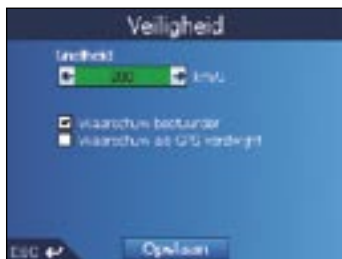 Veiligheid
Snelheid
200 km/u
Waarschuw bestuurder
Waarschuw als GPS verdwijnt
ESC Opslaan